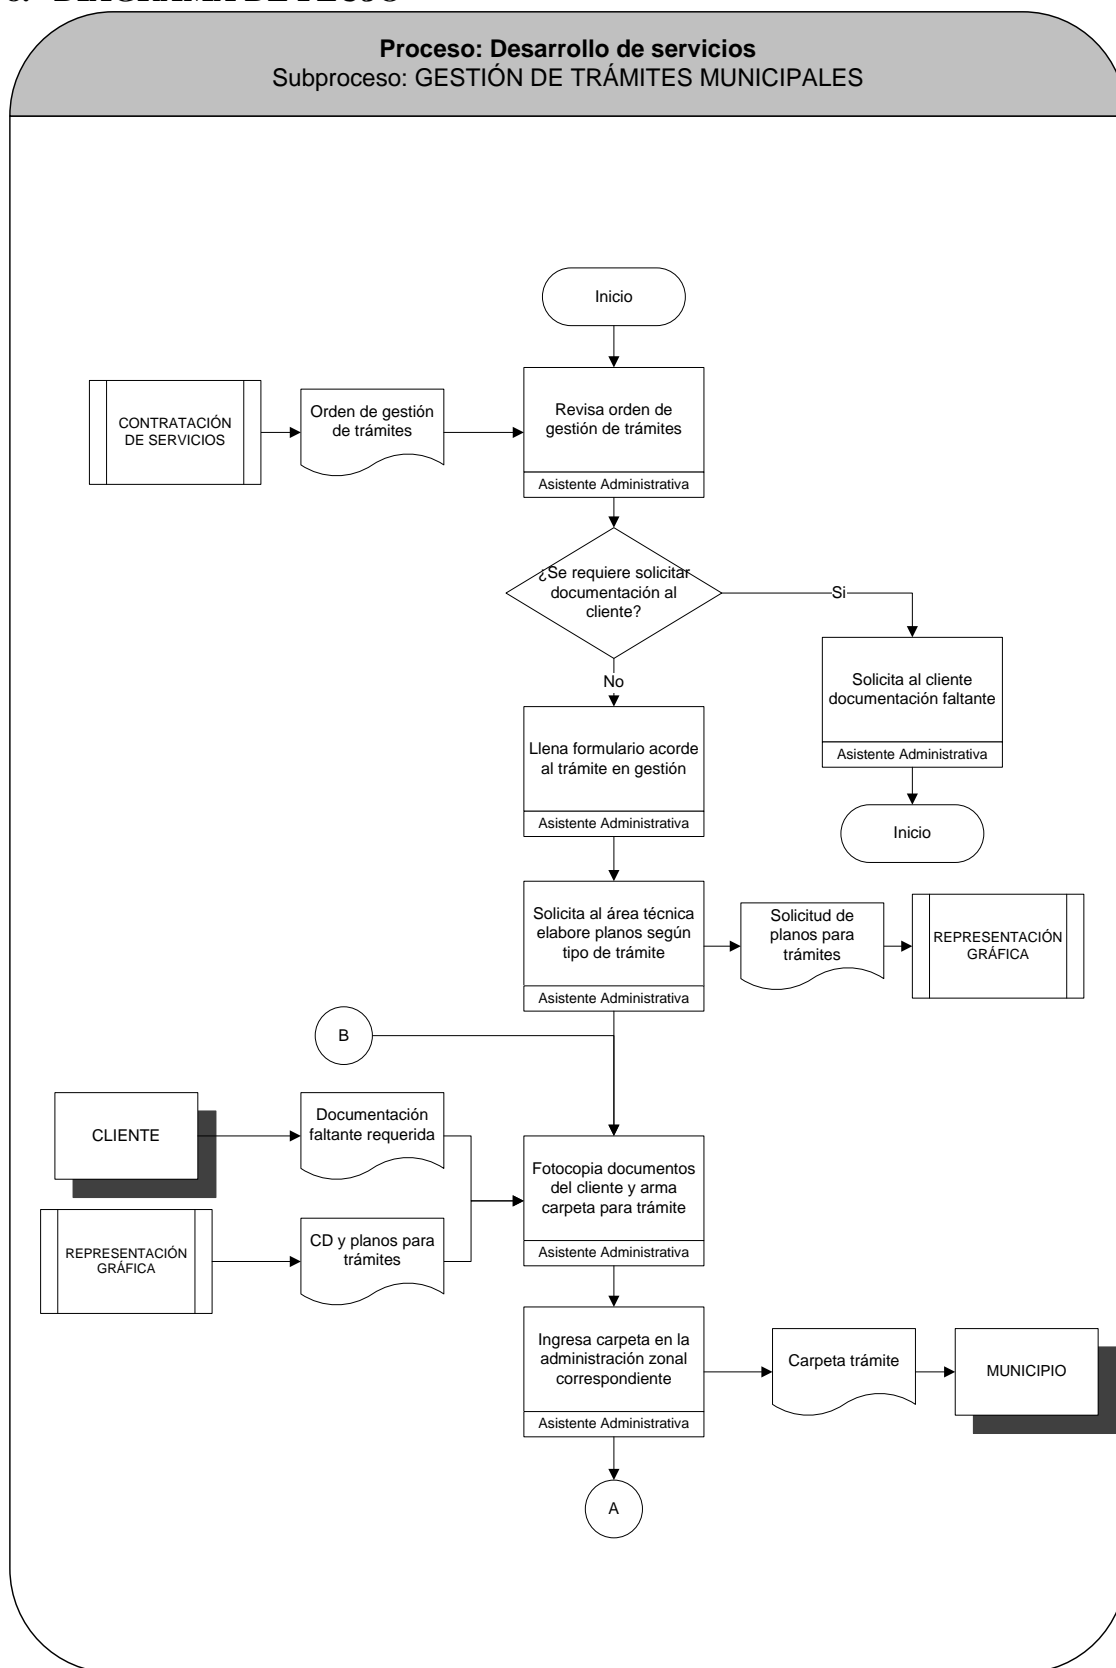 Proceso: Desarrollo de servicios
Subproceso: GESTIÓN DE TRÁMITES MUNICIPALES
Inicio
CONTRATACIÓN
DE SERVICIOS
Orden de gestión
de trámites
Revisa orden de
gestión de trámites
Asistente Administrativa
¿Se requiere solicitar
documentación al
cliente?
Si
No
Solicita al cliente
documentación faltante
Asistente Administrativa
Inicio
Llena formulario acorde
al trámite en gestión
Asistente Administrativa
Solicita al área técnica
elabore planos según
tipo de trámite
Asistente Administrativa
Solicitud de
planos para
trámites
REPRESENTACIÓN
GRÁFICA
B
CLIENTE
Documentación
faltante requerida
REPRESENTACIÓN
GRÁFICA
CD y planos para
trámites
Fotocopia documentos
del cliente y arma
carpeta para trámite
Asistente Administrativa
Ingresa carpeta en la
administración zonal
correspondiente
Asistente Administrativa
Carpeta trámite
MUNICIPIO
A